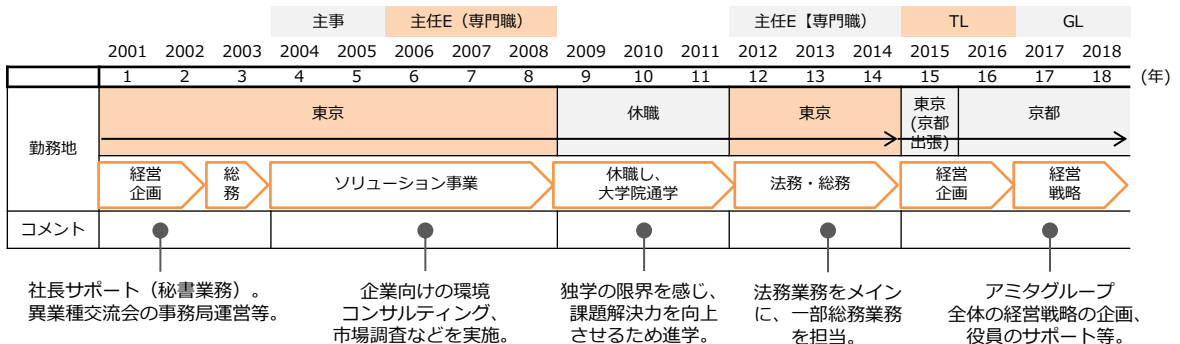 主事 主任E（専門職） 主任E【専門職） TL GL
2001 2002 2003 2004 2005 2006 2007 2008 2009 2010 2011 2012 2013 2014 2015 2016 2017 2018
1 2 3 4 5 6 7 8 9 10 11 12 13 14 15 16 17 18 (年)
勤務地
東京
休職
東京
東京
(京都
出張)
京都
経営
企画
総
務
ソリューション事業
休職し、
大学院通学
法務・総務
経営
企画
経営
戦略
コメント
社長サポート（秘書業務）。
異業種交流会の事務局運営等。
企業向けの環境
コンサルティング、
市場調査などを実施。
独学の限界を感じ、
課題解決力を向上
させるため進学。
法務業務をメイン
に、一部総務業務
を担当。
アミタグループ
全体の経営戦略の企画、
役員のサポート等。